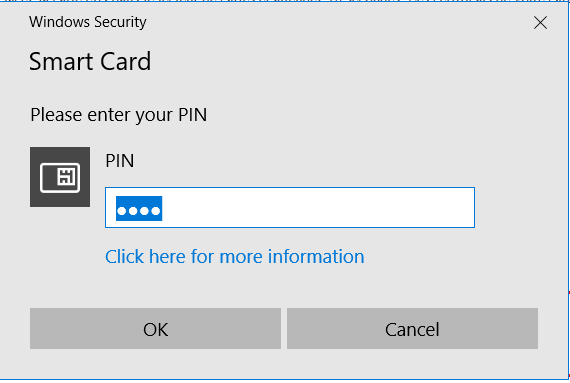 Windows Security
Smart Card
Please enter your PIN
PIN
●●●●
Click here for more information
OK
Cancel